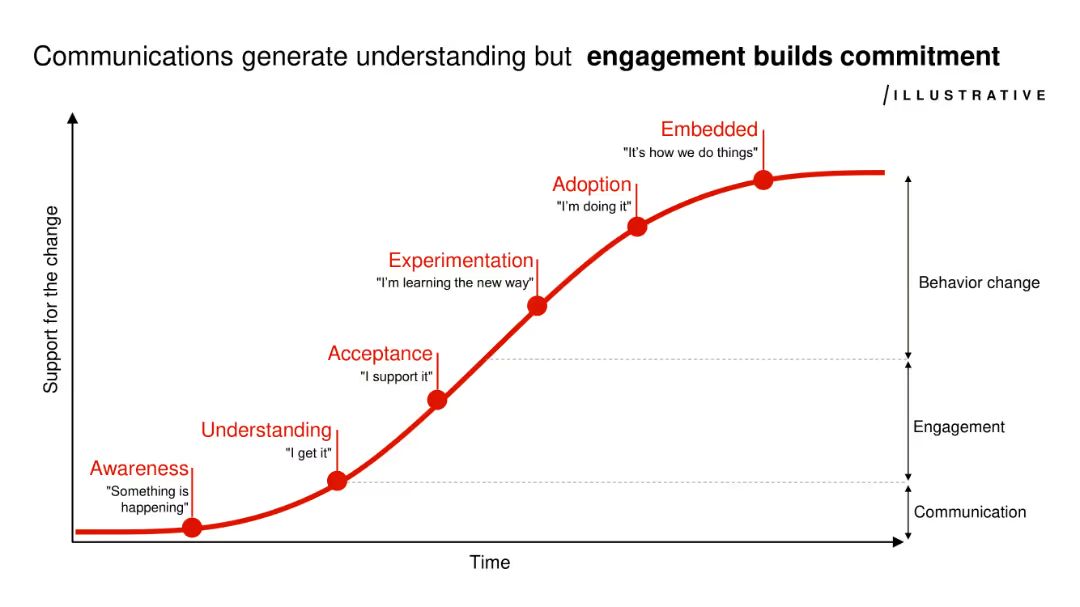 Communications generate understanding but engagement builds commitment
ILLUSTRATIVE
Embedded
"It's how we do things"
Adoption
"I'm doing it"
Experimentation
"I'm learning the new way"
Acceptance
"I support it"
Understanding
"I get it"
Awareness
"Something is
happening"
Support for the change
Time
Behavior change
Engagement
Communication